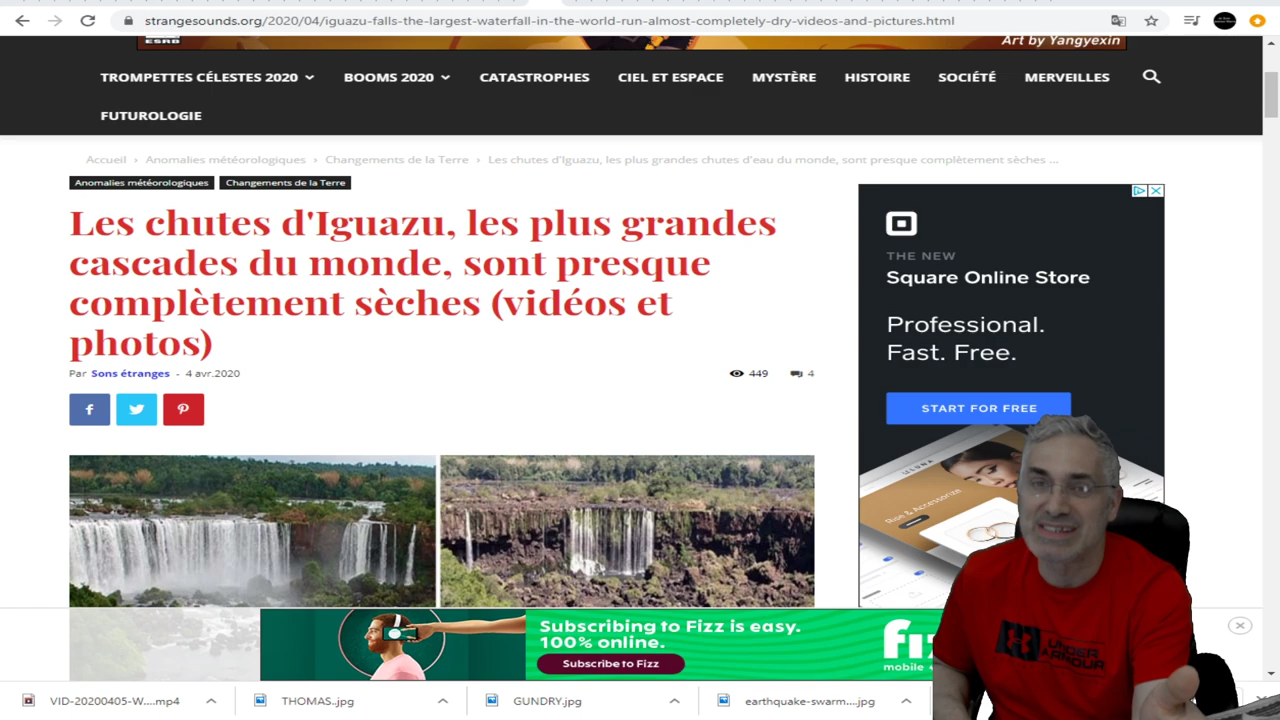 strangesounds.org/2020/04/iguazu-falls-the-largest-waterfall-in-the-world-run-almost-completely-dry-videos-and-pictures.html
ESRB
Art by Yangyexin
TROMPETTES CÉLESTES 2020 BOOMS 2020 CATASTROPHES CIEL ET ESPACE MYSTÈRE HISTOIRE SOCIÉTÉ MERVEILLES
FUTUROLOGIE
Accueil › Anomalies météorologiques › Changements de la Terre › Les chutes d'Iguazu, les plus grandes chutes d'eau du monde, sont presque complètement sèches ...
Anomalies météorologiques Changements de la Terre
Les chutes d'Iguazu, les plus grandes
cascades du monde, sont presque
complètement sèches (vidéos et
photos)
Par Sons étranges - 4 avr.2020 449 4
THE NEW
Square Online Store
Professional.
Fast. Free.
START FOR FREE
Rise & Accessorize
Subscribing to Fizz is easy.
100% online.
Subscribe to Fizz
fiz
mobile
UNDER
ARMOUR
VID-20200405-W....mp4 THOMAS..jpg GUNDRY.jpg earthquake-swarm....jpg